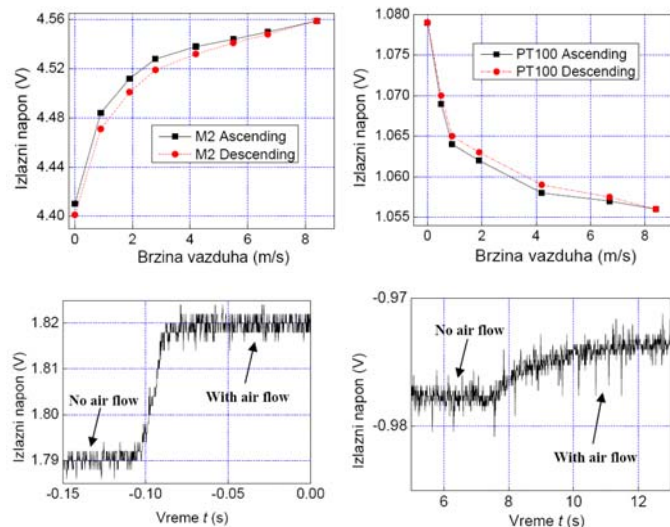 4.56
4.52
4.48
4.44
4.40
Izlazni napon (V)
M2 Ascending
M2 Descending
0 2 4 6 8
Brzina vazduha (m/s)
1.080
1.075
1.070
1.065
1.060
1.055
Izlazni napon (V)
PT100 Ascending
PT100 Descending
0 2 4 6 8
Brzina vazduha (m/s)
1.82
1.81
1.80
1.79
Izlazni napon (V)
No air flow
With air flow
-0.15 -0.10 -0.05 0.00
Vreme t (s)
-0.97
-0.98
Izlazni napon (V)
No air flow
With air flow
6 8 10 12
Vreme t (s)